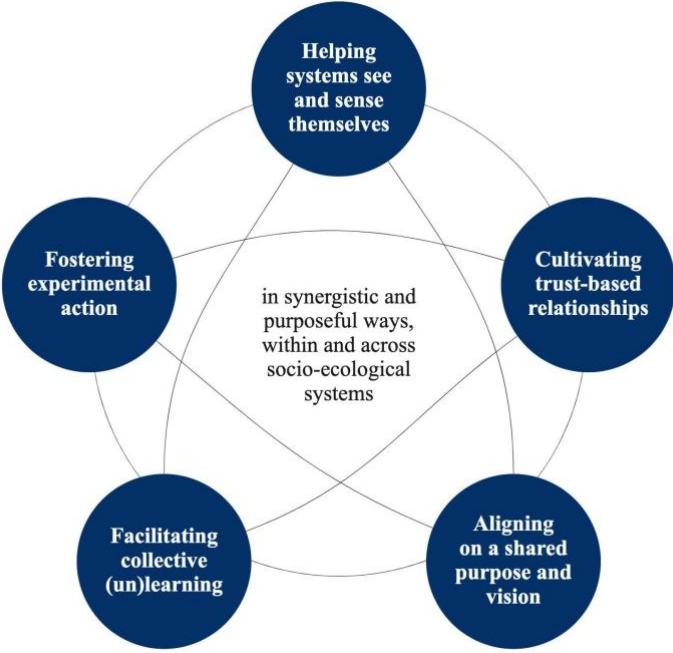 Helping
systems see
and sense
themselves
Fostering
experimental
action
Cultivating
trust-based
relationships
in synergistic and
purposeful ways,
within and across
socio-ecological
systems
Facilitating
collective
(un)learning
Aligning
on a shared
purpose and
vision